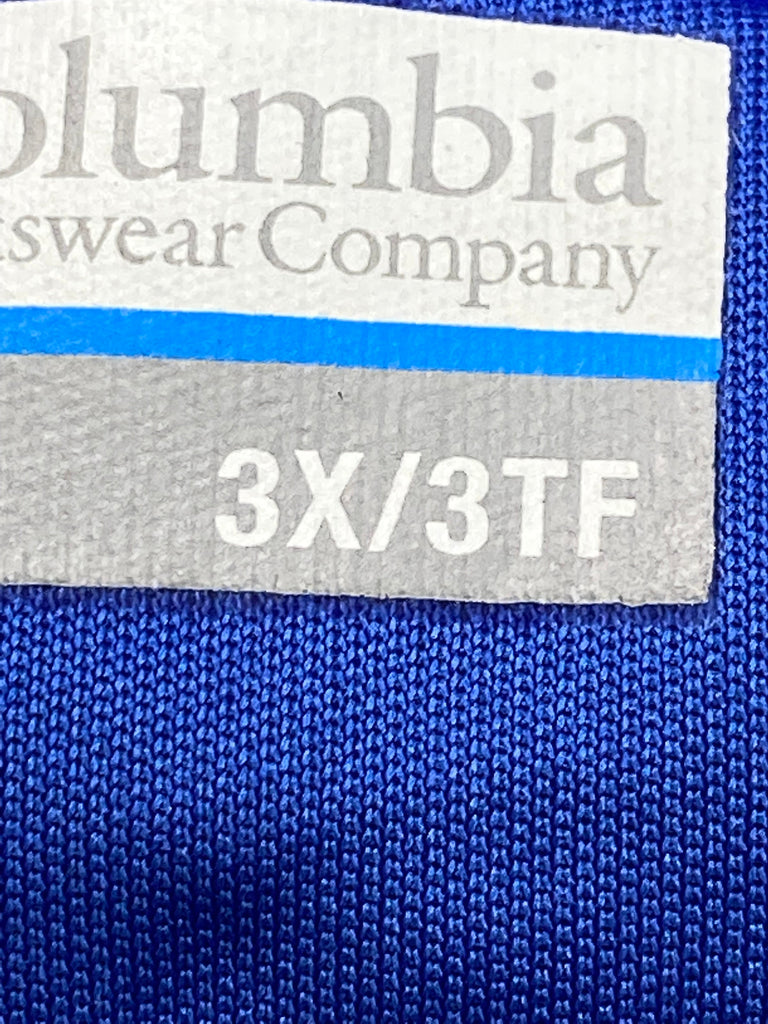 olumbia
tswear Company
3X/3TF